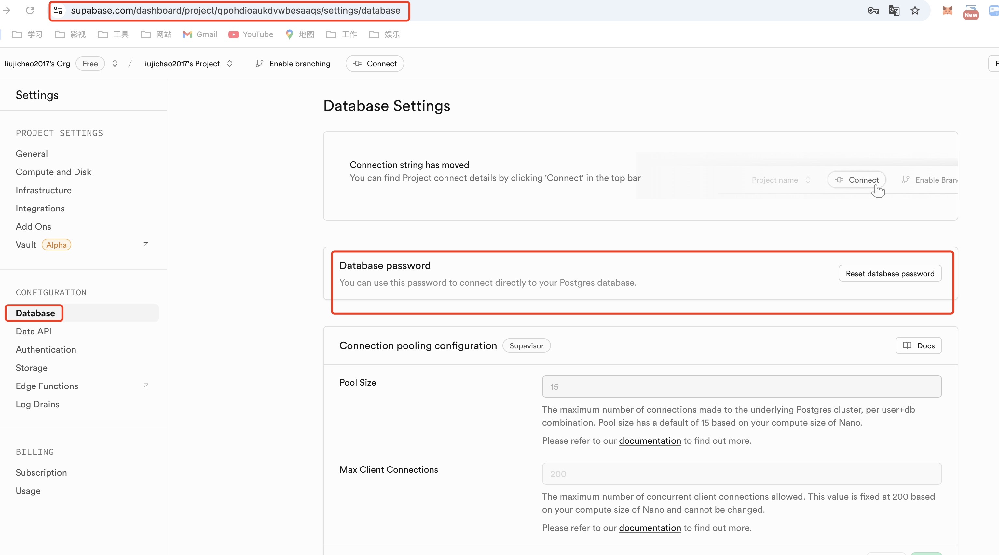 supabase.com/dashboard/project/qpohdioaukdvwbesaaqs/settings/database
New
学习 影视 工具 网站 Gmail YouTube 地图 工作 娱乐
liujichao2017's Org Free / liujichao2017's Project Enable branching Connect F
Settings
PROJECT SETTINGS
General
Compute and Disk
Infrastructure
Integrations
Add Ons
Vault Alpha
CONFIGURATION
Database
Data API
Authentication
Storage
Edge Functions
Log Drains
BILLING
Subscription
Usage
Database Settings
Connection string has moved
You can find Project connect details by clicking 'Connect' in the top bar
Project name Connect Enable Bran
Database password
You can use this password to connect directly to your Postgres database.
Reset database password
Connection pooling configuration Supavisor Docs
Pool Size
15
The maximum number of connections made to the underlying Postgres cluster, per user+db
combination. Pool size has a default of 15 based on your compute size of Nano.
Please refer to our documentation to find out more.
Max Client Connections
200
The maximum number of concurrent client connections allowed. This value is fixed at 200 based
on your compute size of Nano and cannot be changed.
Please refer to our documentation to find out more.